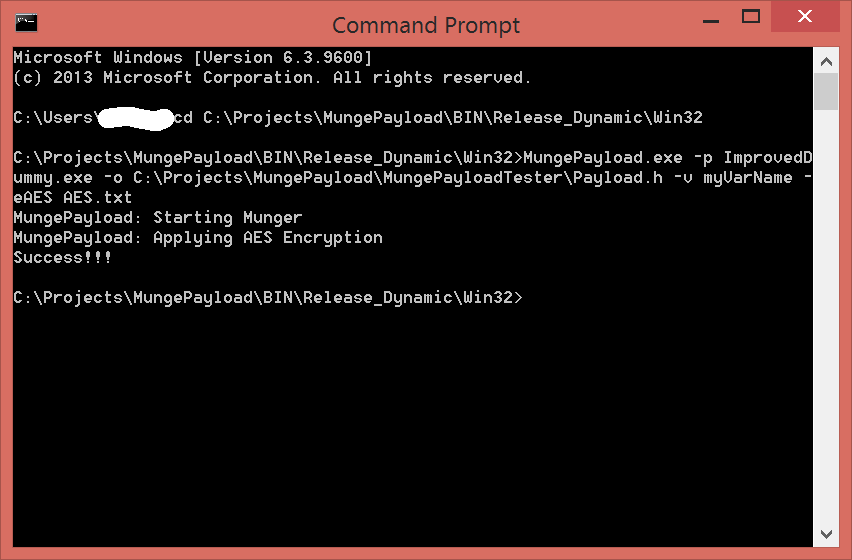 Command Prompt
Microsoft Windows [Version 6.3.9600]
(c) 2013 Microsoft Corporation. All rights reserved.
C:\Users\cd C:\Projects\MungePayload\BIN\Release_Dynamic\Win32
C:\Projects\MungePayload\BIN\Release_Dynamic\Win32>MungePayload.exe -p ImprovedD
ummy.exe -o C:\Projects\MungePayload\MungePayloadTester\Payload.h -v myVarName -
eAES AES.txt
MungePayload: Starting Munger
MungePayload: Applying AES Encryption
Success!!!
C:\Projects\MungePayload\BIN\Release_Dynamic\Win32>